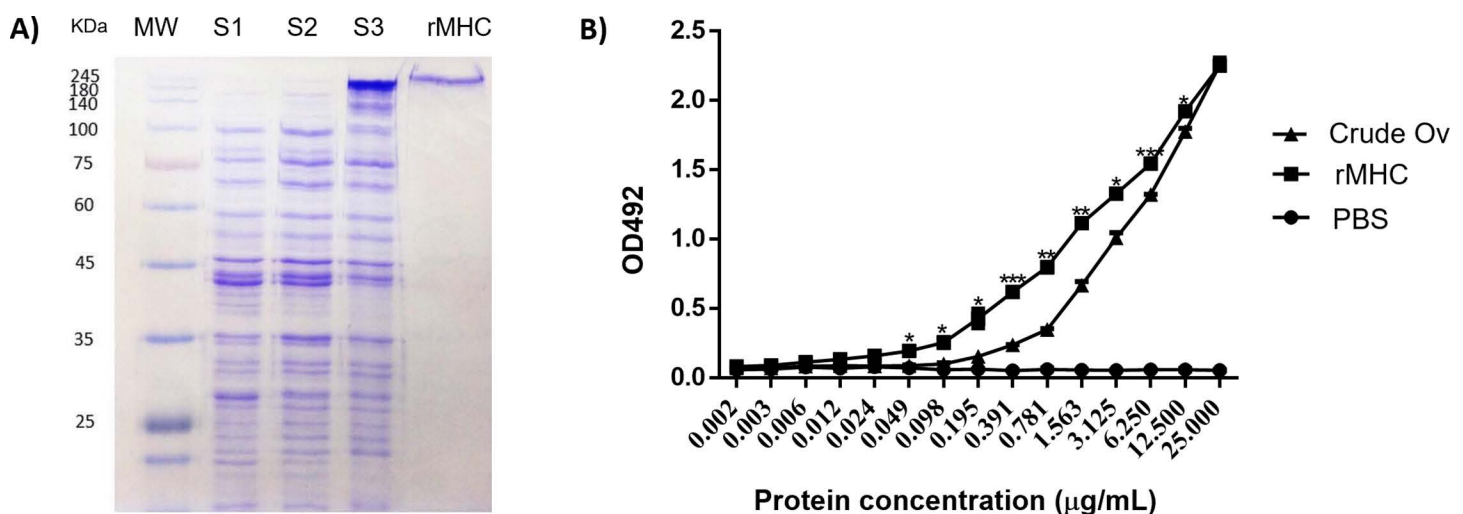 A)
KDa MW S1 S2 S3 rMHC
245
180
140
100
75
60
45
35
25
B)
2.5
2.0
1.5
1.0
0.5
0.0
OD492
* * * *** ** ** * *** *
0.002 0.003 0.006 0.012 0.024 0.049 0.098 0.195 0.391 0.781 1.563 3.125 6.250 12.500 25.000
Protein concentration (μg/mL)
Crude Ov
rMHC
PBS